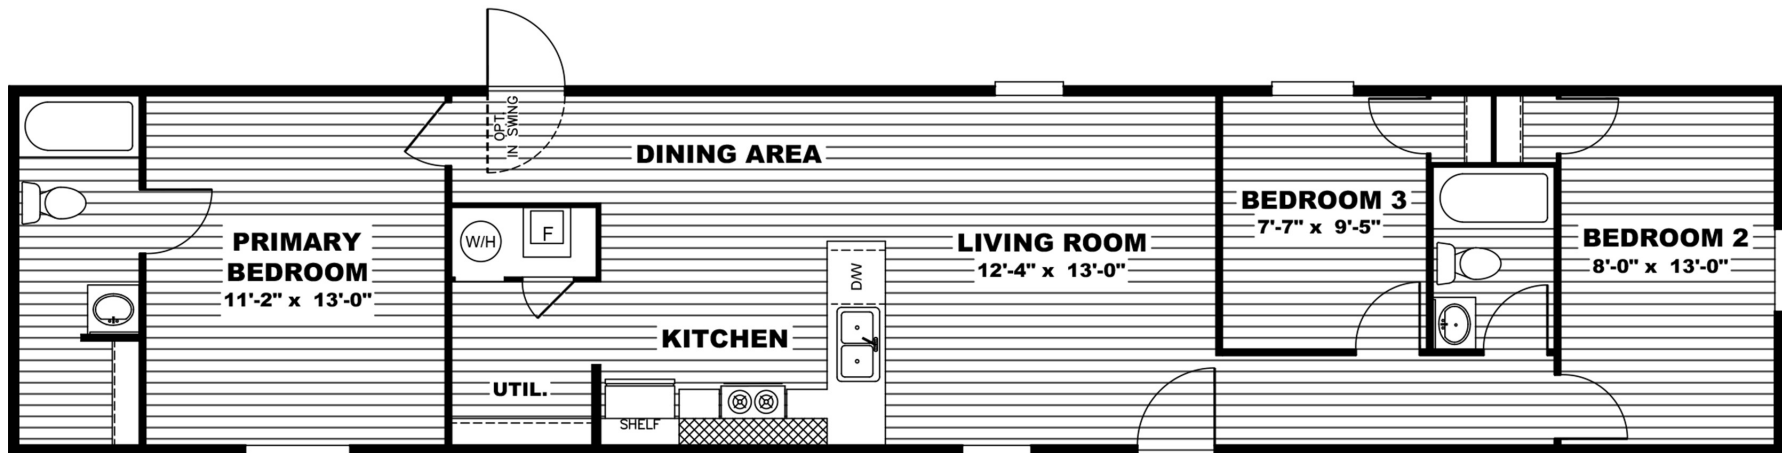 OPT.
IN SWING
DINING AREA
PRIMARY
BEDROOM
11'-2" x 13'-0"
W/H
F
KITCHEN
UTIL.
SHELF
D/W
LIVING ROOM
12'-4" x 13'-0"
BEDROOM 3
7'-7" x 9'-5"
BEDROOM 2
8'-0" x 13'-0"